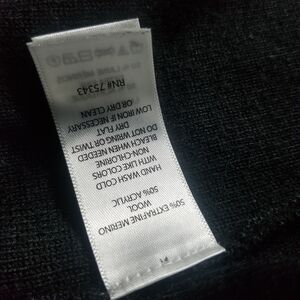 50% EXTRAFINE MERINO
WOOL
50% ACRYLIC
HAND WASH COLD
WITH LIKE COLORS
NON-CHLORINE
BLEACH WHEN NEEDED
DO NOT WRING OR TWIST
DRY FLAT
LOW IRON IF NECESSARY
OR DRY CLEAN
RN# 75343